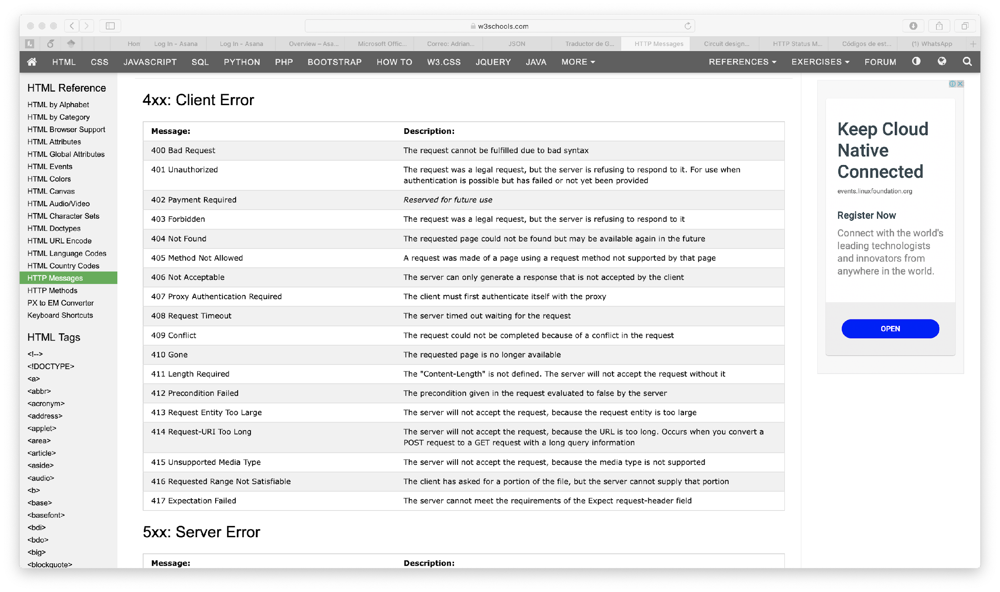 w3schools.com
Hom
Log In - Asana
Log In - Asana
Overview – Asa...
Microsoft Offic...
Correo: Adrian...
JSON
Traductor de G...
HTTP Messages
Circuit design...
HTTP Status M...
Códigos de est...
(1) WhatsApp
HTML CSS JAVASCRIPT SQL PYTHON PHP BOOTSTRAP HOW TO W3.CSS JQUERY JAVA MORE REFERENCES EXERCISES FORUM
HTML Reference
HTML by Alphabet
HTML by Category
HTML Browser Support
HTML Attributes
HTML Global Attributes
HTML Events
HTML Colors
HTML Canvas
HTML Audio/Video
HTML Character Sets
HTML Doctypes
HTML URL Encode
HTML Language Codes
HTML Country Codes
HTTP Messages
HTTP Methods
PX to EM Converter
Keyboard Shortcuts
HTML Tags
<!-->
<!DOCTYPE>
<a>
<abbr>
<acronym>
<address>
<applet>
<area>
<article>
<aside>
<audio>
<b>
<base>
<basefont>
<bdi>
<bdo>
<big>
<blockquote>
4xx: Client Error
Message: Description:
400 Bad Request The request cannot be fulfilled due to bad syntax
401 Unauthorized The request was a legal request, but the server is refusing to respond to it. For use when
authentication is possible but has failed or not yet been provided
402 Payment Required Reserved for future use
403 Forbidden The request was a legal request, but the server is refusing to respond to it
404 Not Found The requested page could not be found but may be available again in the future
405 Method Not Allowed A request was made of a page using a request method not supported by that page
406 Not Acceptable The server can only generate a response that is not accepted by the client
407 Proxy Authentication Required The client must first authenticate itself with the proxy
408 Request Timeout The server timed out waiting for the request
409 Conflict The request could not be completed because of a conflict in the request
410 Gone The requested page is no longer available
411 Length Required The "Content-Length" is not defined. The server will not accept the request without it
412 Precondition Failed The precondition given in the request evaluated to false by the server
413 Request Entity Too Large The server will not accept the request, because the request entity is too large
414 Request-URI Too Long The server will not accept the request, because the URL is too long. Occurs when you convert a
POST request to a GET request with a long query information
415 Unsupported Media Type The server will not accept the request, because the media type is not supported
416 Requested Range Not Satisfiable The client has asked for a portion of the file, but the server cannot supply that portion
417 Expectation Failed The server cannot meet the requirements of the Expect request-header field
5xx: Server Error
Message: Description:
Keep Cloud
Native
Connected
events.linuxfoundation.org
Register Now
Connect with the world's
leading technologists
and innovators from
anywhere in the world.
OPEN